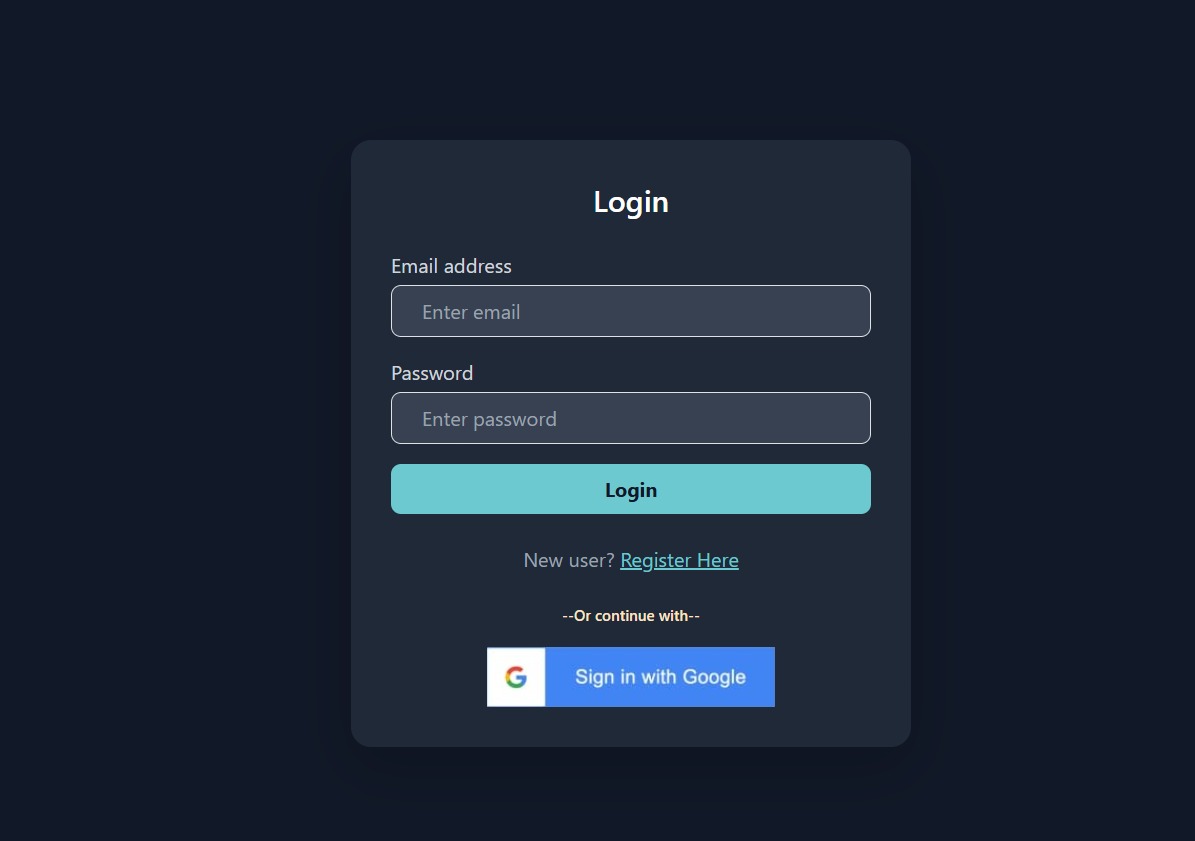 Login
Email address
Enter email
Password
Enter password
Login
New user? Register Here
--Or continue with--
Sign in with Google